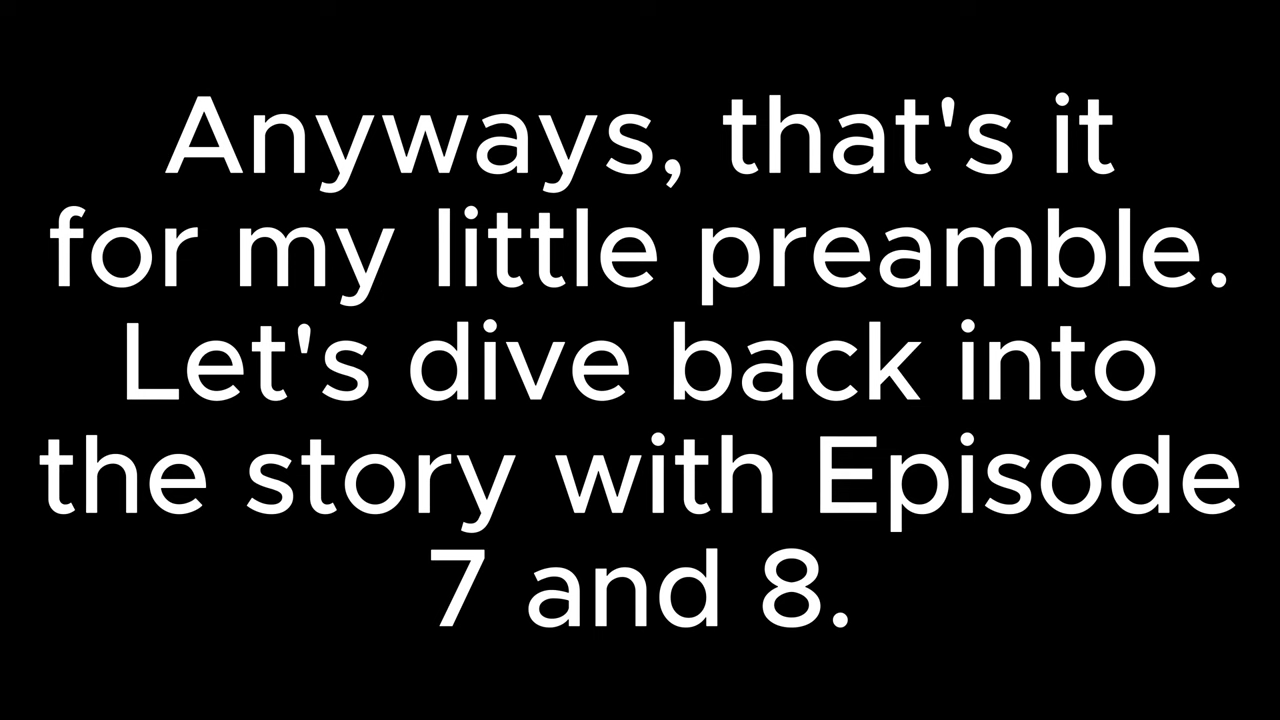 Anyways, that's it
for my little preamble.
Let's dive back into
the story with Episode
7 and 8.